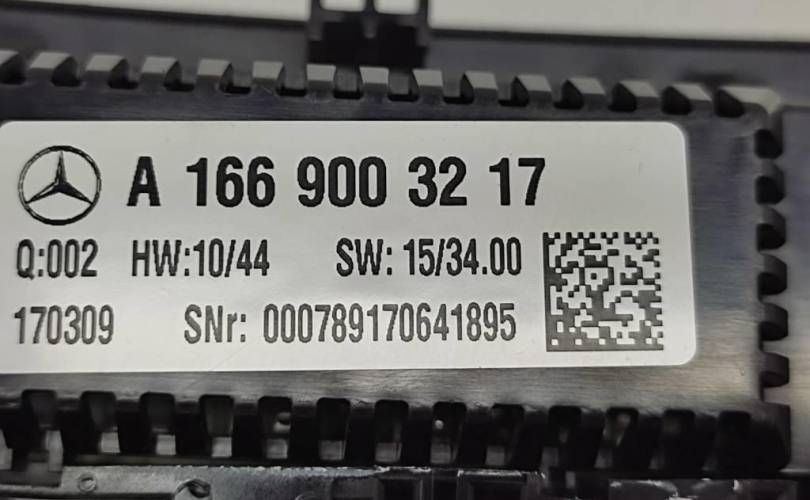 A 166 900 32 17
Q:002 HW:10/44 SW: 15/34.00
170309 SNr: 000789170641895